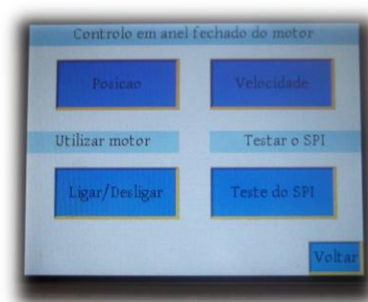 Controlo em anel fechado do motor
Posicao Velocidade
Utilizar motor Testar o SPI
Ligar/Desligar Teste do SPI
Voltar